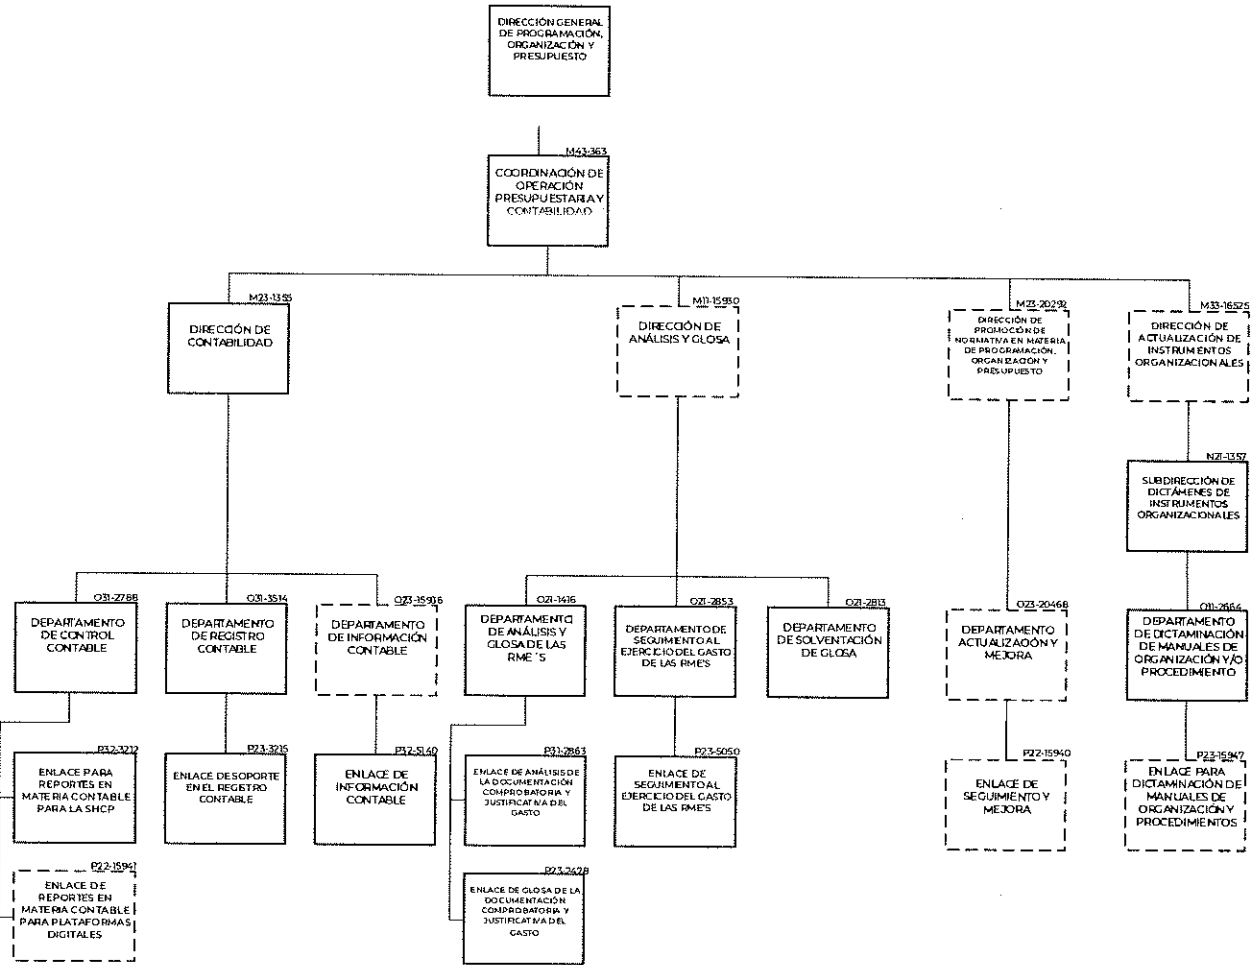 DIRECCIÓN GENERAL
DE PROGRAMACIÓN,
ORGANIZACIÓN Y
PRESUPUESTO
M43-363
COORDINACIÓN DE
OPERACIÓN
PRESUPUESTARIA Y
CONTABILIDAD
M23-1355
DIRECCIÓN DE
CONTABILIDAD
M11-15930
DIRECCIÓN DE
ANÁLISIS Y GLOSA
M23-20292
DIRECCIÓN DE
PROMOCIÓN DE
NORMATIVA EN MATERIA
DE PROGRAMACIÓN,
ORGANIZACIÓN Y
PRESUPUESTO
M33-16525
DIRECCIÓN DE
ACTUALIZACIÓN DE
INSTRUMENTOS
ORGANIZACIONALES
N21-1357
SUBDIRECCIÓN DE
DICTÁMENES DE
INSTRUMENTOS
ORGANIZACIONALES
O31-2788
DEPARTAMENTO
DE CONTROL
CONTABLE
O31-3514
DEPARTAMENTO
DE REGISTRO
CONTABLE
O23-15936
DEPARTAMENTO
DE INFORMACIÓN
CONTABLE
O21-1416
DEPARTAMENTO
DE ANÁLISIS Y
GLOSA DE LAS
RME´S
O21-2853
DEPARTAMENTO DE
SEGUIMIENTO AL
EJERCICIO DEL GASTO
DE LAS RME'S
O21-2813
DEPARTAMENTO
DE SOLVENTACIÓN
DE GLOSA
O23-20468
DEPARTAMENTO
ACTUALIZACIÓN Y
MEJORA
O11-2664
DEPARTAMENTO
DE DICTAMINACIÓN
DE MANUALES DE
ORGANIZACIÓN Y/O
PROCEDIMIENTO
P32-3212
ENLACE PARA
REPORTES EN
MATERIA CONTABLE
PARA LA SHCP
P23-3215
ENLACE DE SOPORTE
EN EL REGISTRO
CONTABLE
P32-5140
ENLACE DE
INFORMACIÓN
CONTABLE
P31-2863
ENLACE DE ANÁLISIS DE
LA DOCUMENTACIÓN
COMPROBATORIA Y
JUSTIFICATIVA DEL
GASTO
P23-5050
ENLACE DE
SEGUIMIENTO AL
EJERCICIO DEL GASTO
DE LAS RME'S
P22-15940
ENLACE DE
SEGUIMIENTO Y
MEJORA
P23-15947
ENLACE PARA
DICTAMINACIÓN DE
MANUALES DE
ORGANIZACIÓN Y
PROCEDIMIENTOS
P22-15941
ENLACE DE
REPORTES EN
MATERIA CONTABLE
PARA PLATAFORMAS
DIGITALES
P23-2428
ENLACE DE GLOSA DE LA
DOCUMENTACIÓN
COMPROBATORIA Y
JUSTIFICATIVA DEL
GASTO